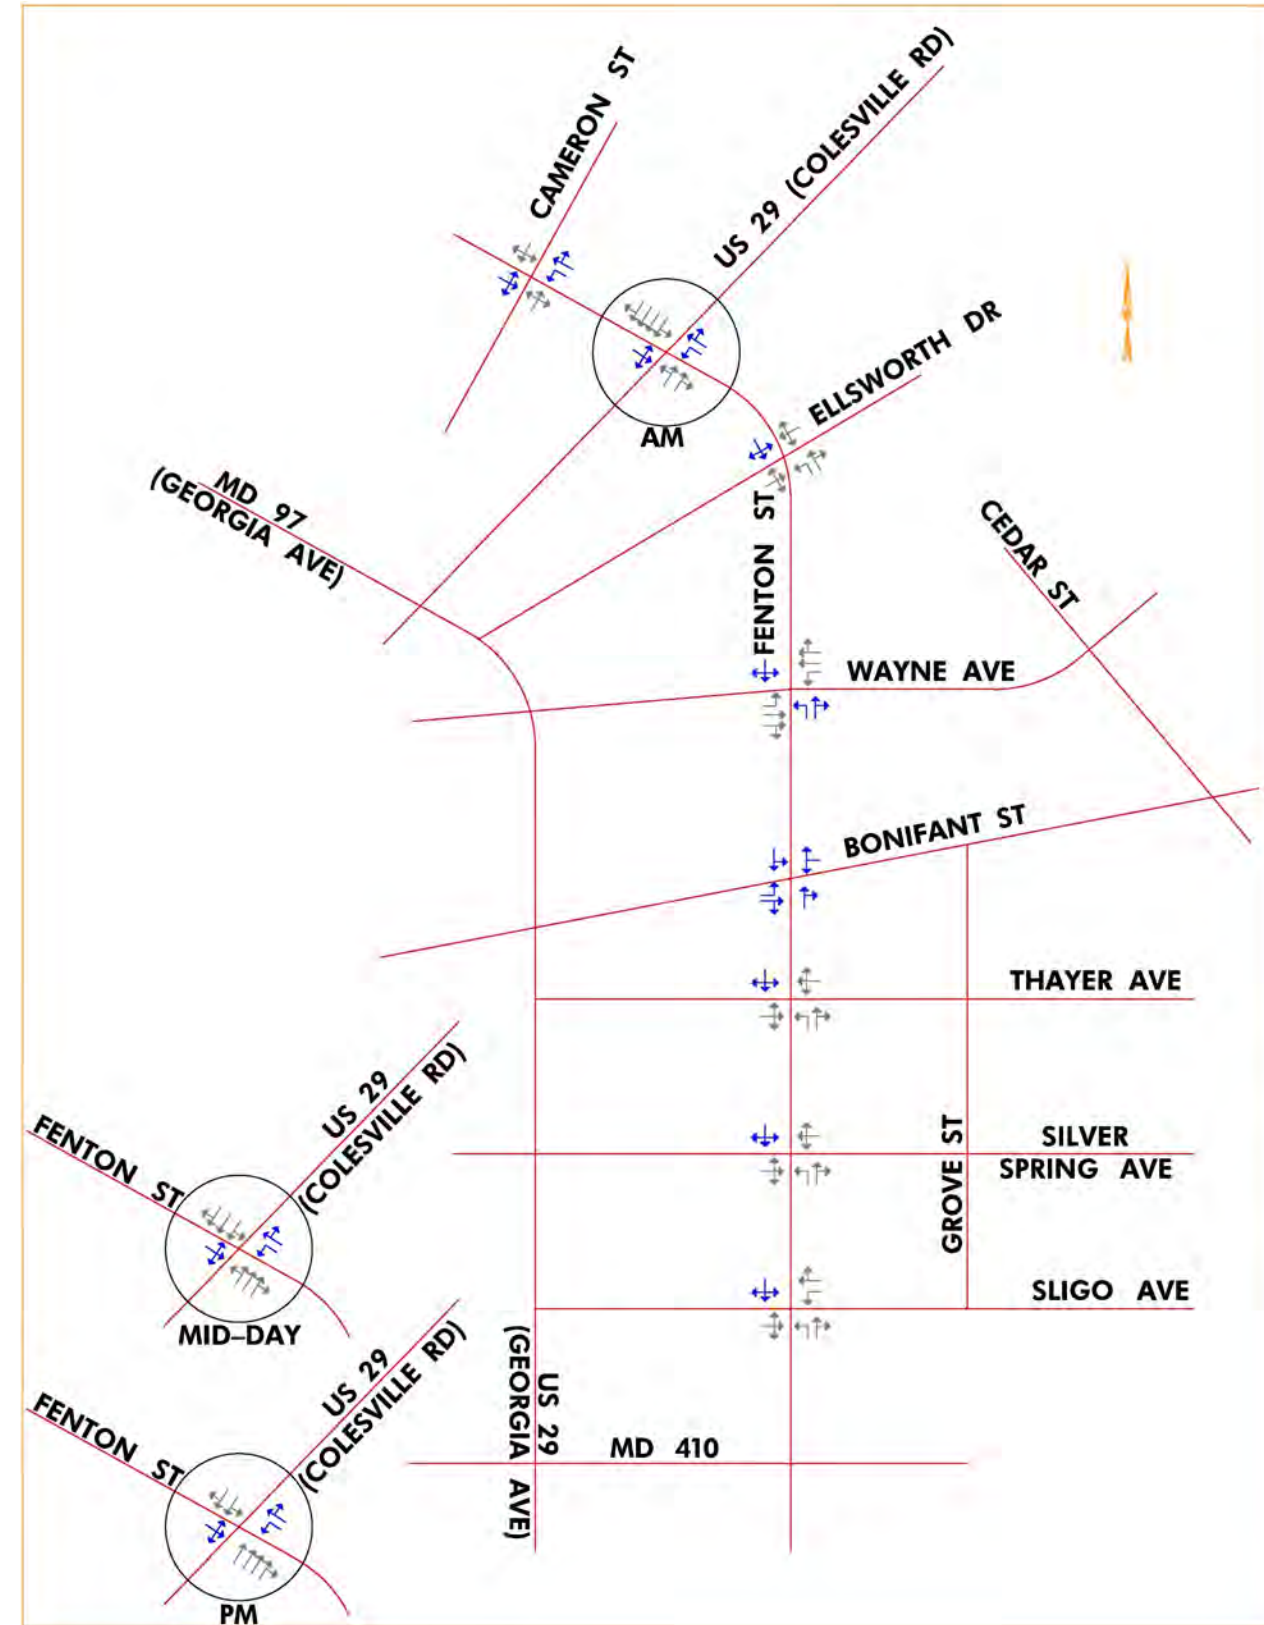 CAMERON ST
US 29 (COLESVILLE RD)
ELLSWORTH DR
AM
MD 97
(GEORGIA AVE)
FENTON ST
CEDAR ST
WAYNE AVE
BONIFANT ST
THAYER AVE
GROVE ST
SILVER
SPRING AVE
SLIGO AVE
US 29
(GEORGIA AVE)
MD 410
FENTON ST
US 29
(COLESVILLE RD)
MID–DAY
FENTON ST
US 29
(COLESVILLE RD)
PM